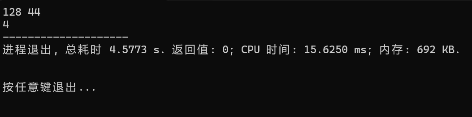 128 44
4
--------------------
进程退出, 总耗时 4.5773 s. 返回值: 0; CPU 时间: 15.6250 ms; 内存: 692 KB.
按任意键退出...